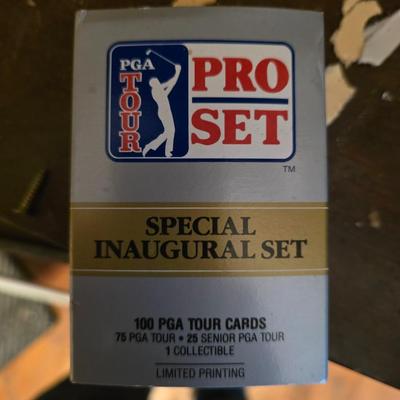 PGA
TOUR
PRO
SET
TM
SPECIAL
INAUGURAL SET
100 PGA TOUR CARDS
75 PGA TOUR • 25 SENIOR PGA TOUR
1 COLLECTIBLE
LIMITED PRINTING